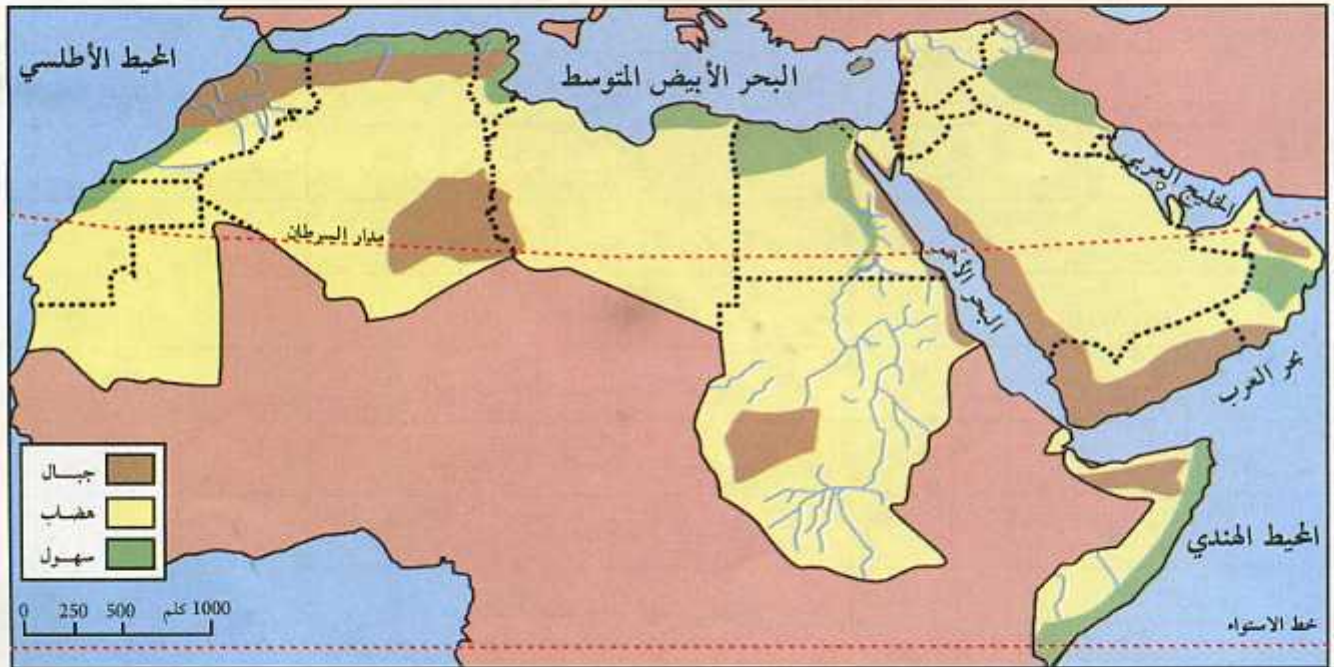 المحيط الأطلسي
البحر الأبيض المتوسط
الخليج العربي
مدار السرطان
البحر الأحمر
بحر العرب
المحيط الهندي
جبال
هضاب
سهول
0 250 500 1000 كلم
خط الاستواء